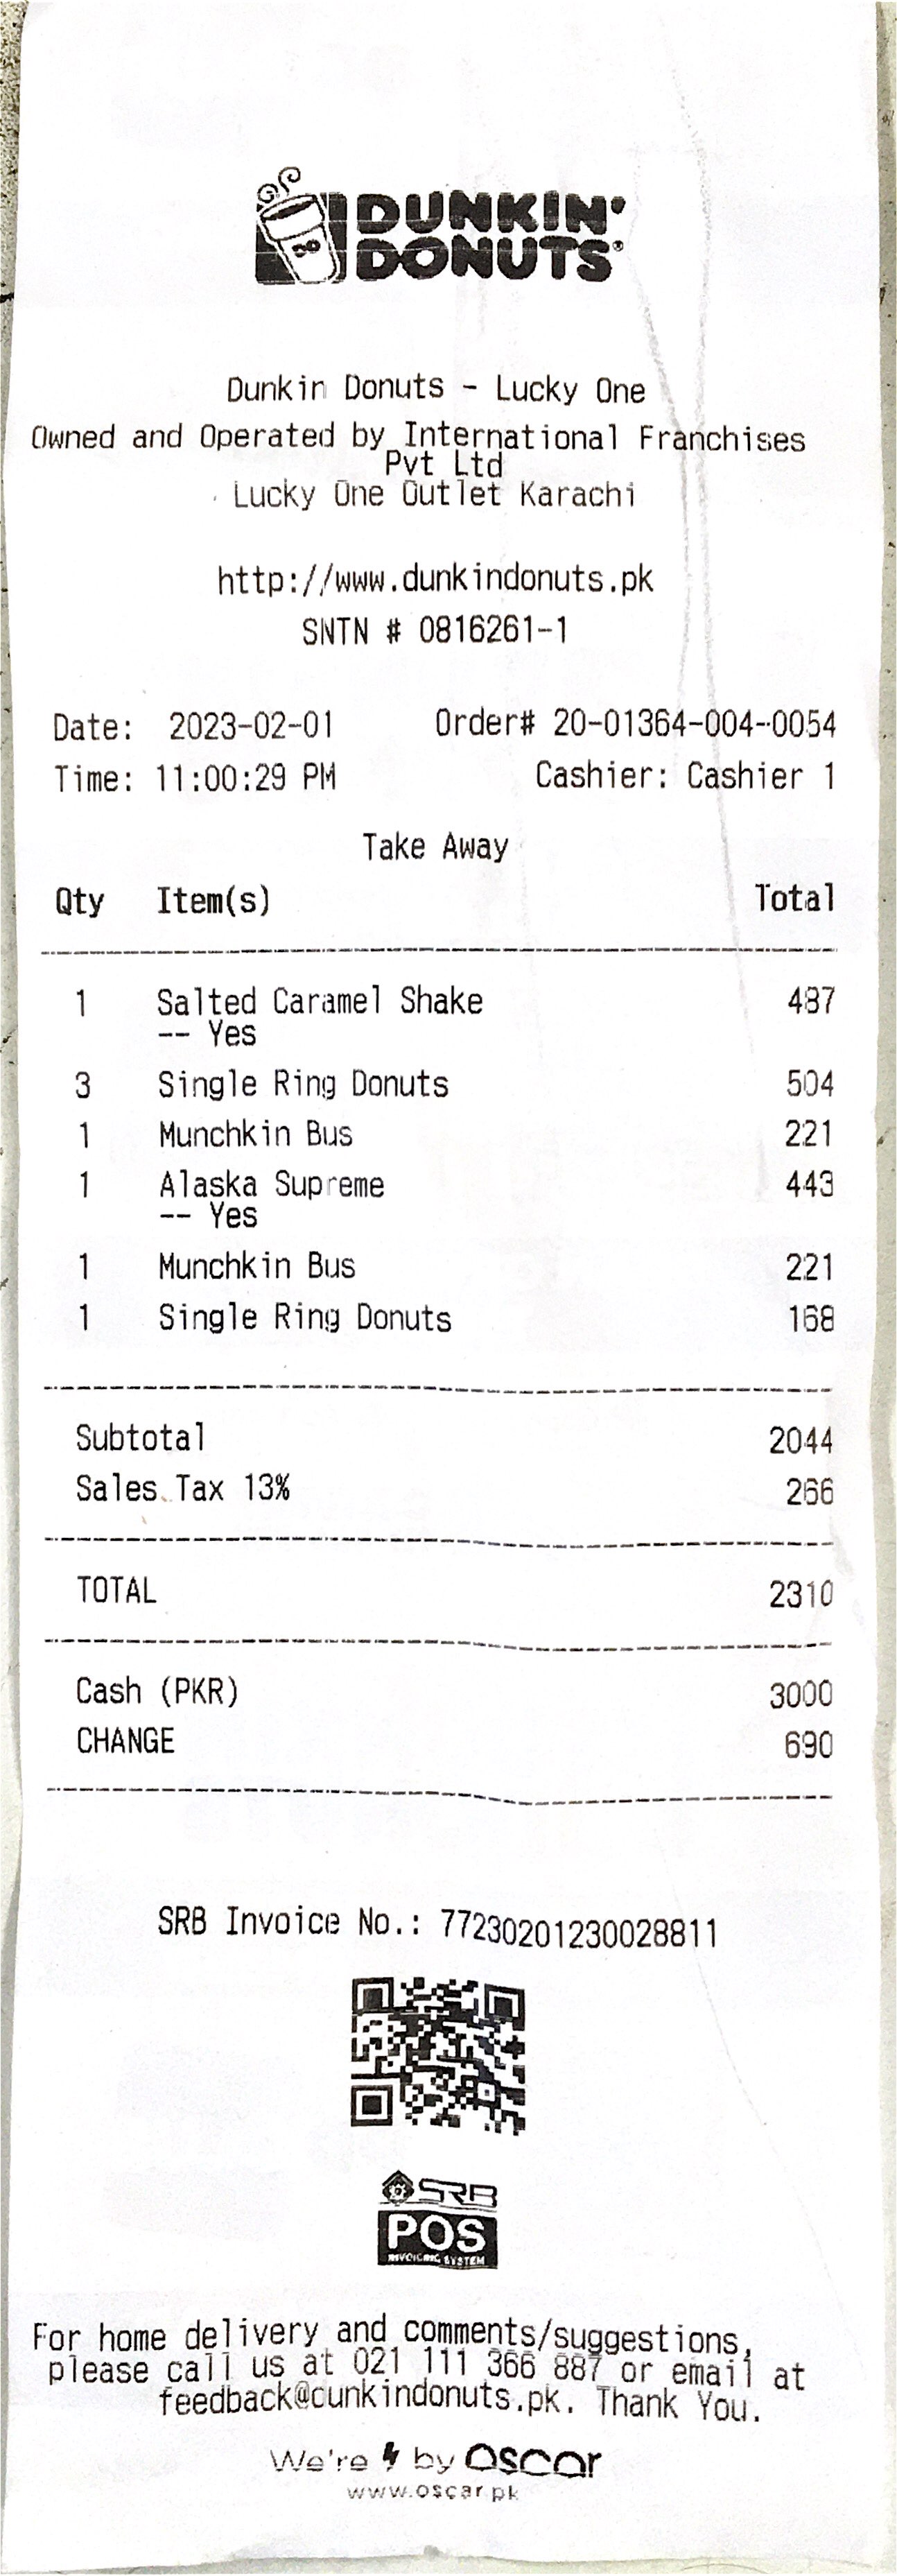 DUNKIN'
DONUTS®
Dunkin Donuts - Lucky One
Owned and Operated by International Franchises
Pvt Ltd
Lucky One Outlet Karachi
http://www.dunkindonuts.pk
SNTN # 0816261-1
Date: 2023-02-01 Order# 20-01364-004-0054
Time: 11:00:29 PM Cashier: Cashier 1
Take Away
Qty Item(s) Total
1 Salted Caramel Shake 487
-- Yes
3 Single Ring Donuts 504
1 Munchkin Bus 221
1 Alaska Supreme 443
-- Yes
1 Munchkin Bus 221
1 Single Ring Donuts 168
Subtotal 2044
Sales Tax 13% 266
TOTAL 2310
Cash (PKR) 3000
CHANGE 690
SRB Invoice No.: 77230201230028811
SRB
POS
INVOICING SYSTEM
For home delivery and comments/suggestions,
please call us at 021 111 366 887 or email at
feedback@dunkindonuts.pk. Thank You.
We're by Oscar
www.oscar.pk